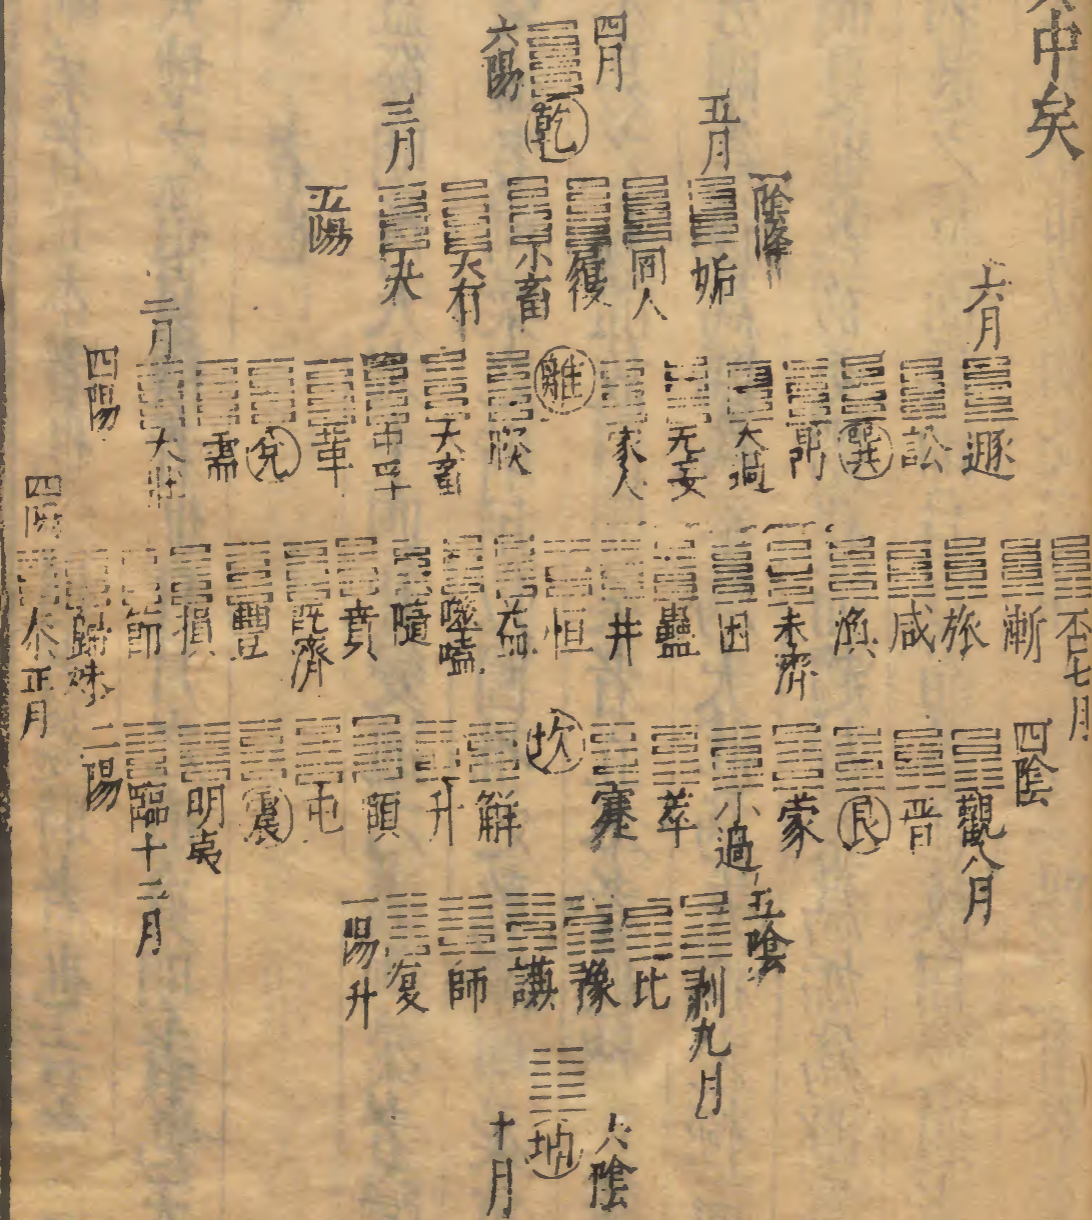 中矣
四月 乾 六陽
五月 三月
一陰降 姤 同人 履 小畜 大有 夬 五陽
六月 二月
遯 訟 巽 鼎 大過 无妄 家人 離 睽 大畜 中孚 革 兌 需 大壯 四陽
四陽
否七月 漸 旅 咸 渙 未濟 困 蠱 井 恒 益 噬嗑 隨 賁 既濟 豐 損 節 歸妹 泰正月
四陰 觀八月 晋 艮 蒙 小過 萃 蹇 坎 解 升 頤 屯 震 明夷 臨十二月 二陽
五陰 剥九月 比 豫 謙 師 復 一陽升
六陰 坤 十月